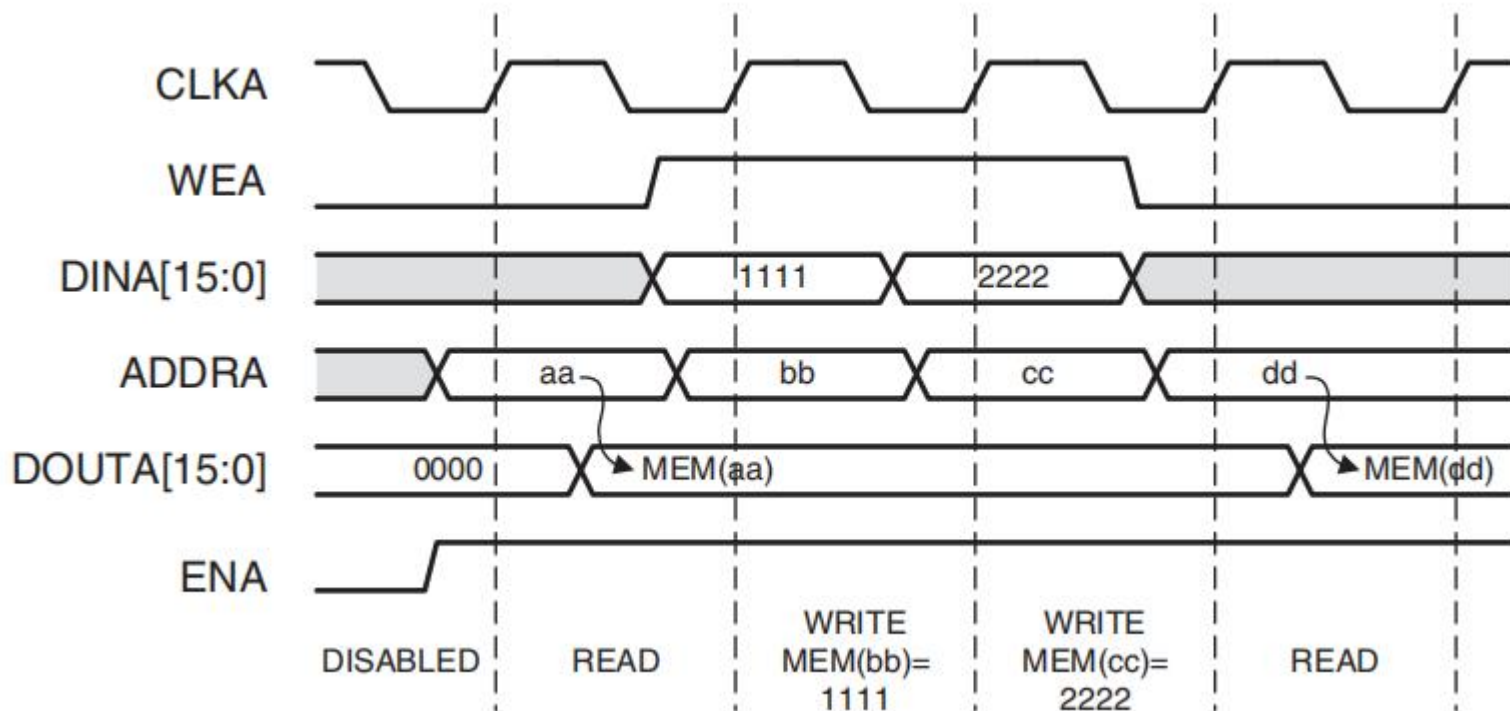 CLKA
WEA
DINA[15:0]
1111
2222
ADDRA
aa
bb
cc
dd
DOUTA[15:0]
0000
MEM(aa)
MEM(dd)
ENA
DISABLED
READ
WRITE
MEM(bb)=
1111
WRITE
MEM(cc)=
2222
READ